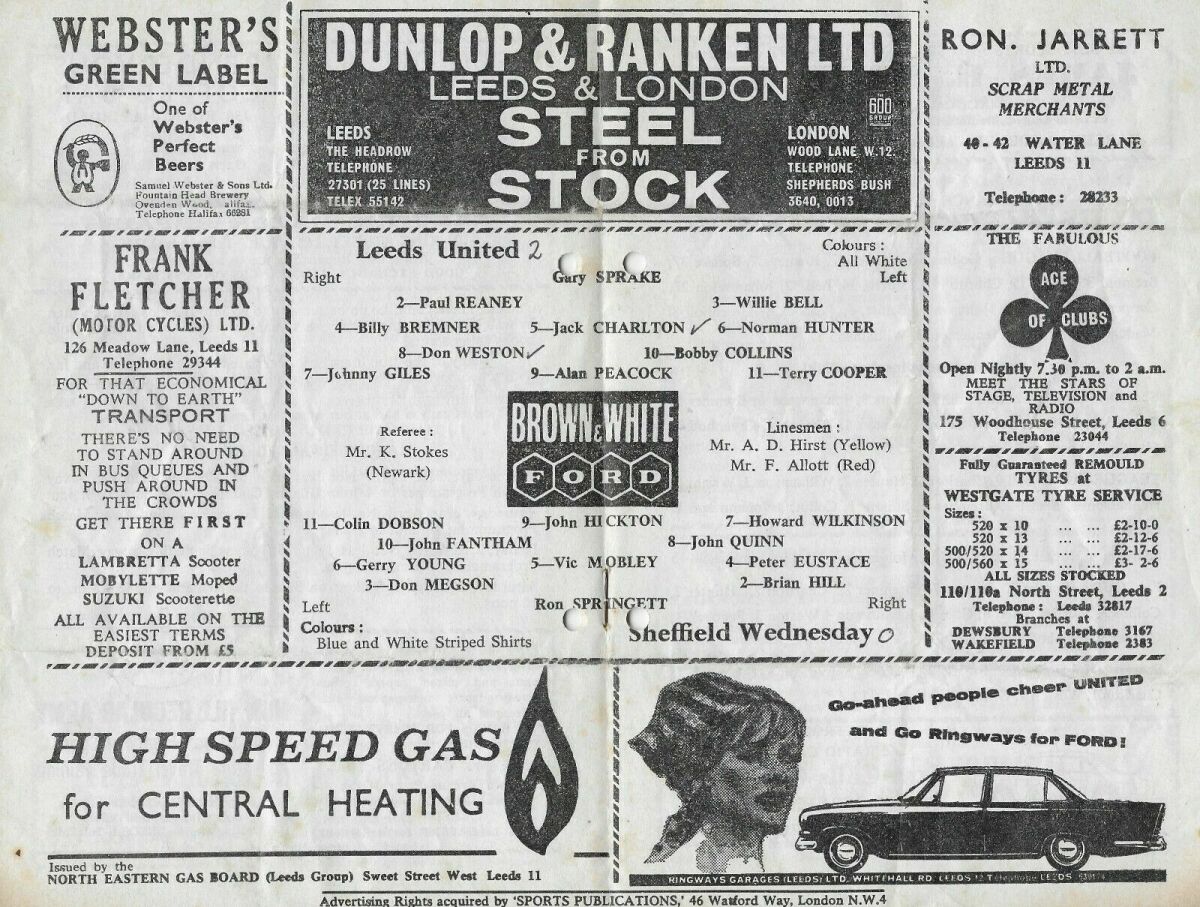 WEBSTER'S
GREEN LABEL
One of
Webster's
Perfect
Beers
Samuel Webster & Sons Ltd.
Fountain Head Brewery
Ovenden Wood, alifax.
Telephone Halifax 66281
DUNLOP & RANKEN LTD
LEEDS & LONDON
STEEL
FROM
STOCK
THE
600
GROUP
LEEDS
THE HEADROW
TELEPHONE
27301 (25 LINES)
TELEX 55142
LONDON
WOOD LANE W.12.
TELEPHONE
SHEPHERDS BUSH
3640, 0013
RON. JARRETT
LTD.
SCRAP METAL
MERCHANTS
40-42 WATER LANE
LEEDS 11
Telephone: 28233
FRANK
FLETCHER
(MOTOR CYCLES) LTD.
126 Meadow Lane, Leeds 11
Telephone 29344
FOR THAT ECONOMICAL
"DOWN TO EARTH"
TRANSPORT
THERE'S NO NEED
TO STAND AROUND
IN BUS QUEUES AND
PUSH AROUND IN
THE CROWDS
GET THERE FIRST
ON A
LAMBRETTA Scooter
MOBYLETTE Moped
SUZUKI Scooterette
ALL AVAILABLE ON THE
EASIEST TERMS
DEPOSIT FROM £5
Leeds United 2
Colours:
All White
Right Gary SPRAKE Left
2—Paul REANEY 3—Willie BELL
4—Billy BREMNER 5—Jack CHARLTON ✓ 6—Norman HUNTER
8—Don WESTON ✓ 10—Bobby COLLINS
7—Johnny GILES 9—Alan PEACOCK 11—Terry COOPER
Referee:
Mr. K. Stokes
(Newark)
BROWN & WHITE
FORD
Linesmen:
Mr. A. D. Hirst (Yellow)
Mr. F. Allott (Red)
11—Colin DOBSON 9—John HICKTON 7—Howard WILKINSON
10—John FANTHAM 8—John QUINN
6—Gerry YOUNG 5—Vic MOBLEY 4—Peter EUSTACE
3—Don MEGSON 2—Brian HILL
Left Ron SPRINGETT Right
Colours:
Blue and White Striped Shirts
Sheffield Wednesday 0
THE FABULOUS
ACE
OF CLUBS
Open Nightly 7.30 p.m. to 2 a.m.
MEET THE STARS OF
STAGE, TELEVISION and
RADIO
175 Woodhouse Street, Leeds 6
Telephone 23044
Fully Guaranteed REMOULD
TYRES at
WESTGATE TYRE SERVICE
Sizes:
520 x 10 ... ... £2-10-0
520 x 13 ... ... £2-12-6
500/520 x 14 ... ... £2-17-6
500/560 x 15 ... ... £3- 2-6
ALL SIZES STOCKED
110/110a North Street, Leeds 2
Telephone: Leeds 32817
Branches at
DEWSBURY Telephone 3167
WAKEFIELD Telephone 2383
HIGH SPEED GAS
for CENTRAL HEATING
Issued by the
NORTH EASTERN GAS BOARD (Leeds Group) Sweet Street West Leeds 11
Go-ahead people cheer UNITED
and Go Ringways for FORD!
RINGWAYS GARAGES (LEEDS) LTD. WHITEHALL RD. LEEDS 12 Telephone LEEDS
Advertising Rights acquired by 'SPORTS PUBLICATIONS,' 46 Watford Way, London N.W.4